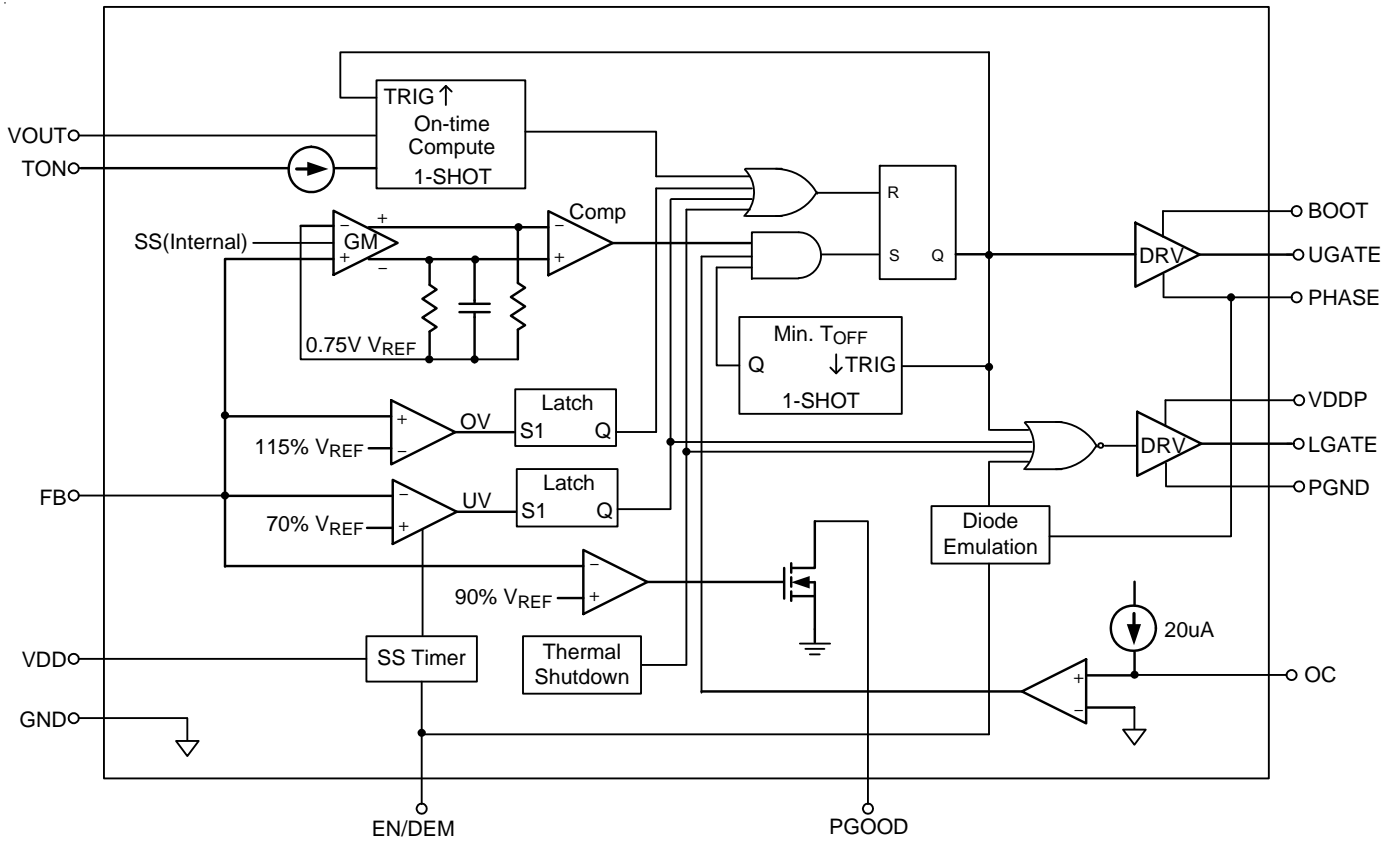 TRIG ↑
On-time
Compute
1-SHOT
VOUT
TON
SS(Internal)
−
+
GM
+
−
0.75V VREF
Comp
−
+
R
S
Q
Min. TOFF
Q
↓TRIG
1-SHOT
DRV
BOOT
UGATE
PHASE
+
−
115% VREF
OV
Latch
S1
Q
FB
−
+
70% VREF
UV
Latch
S1
Q
DRV
VDDP
LGATE
PGND
Diode
Emulation
−
+
90% VREF
20uA
VDD
SS Timer
Thermal
Shutdown
+
−
OC
GND
EN/DEM
PGOOD